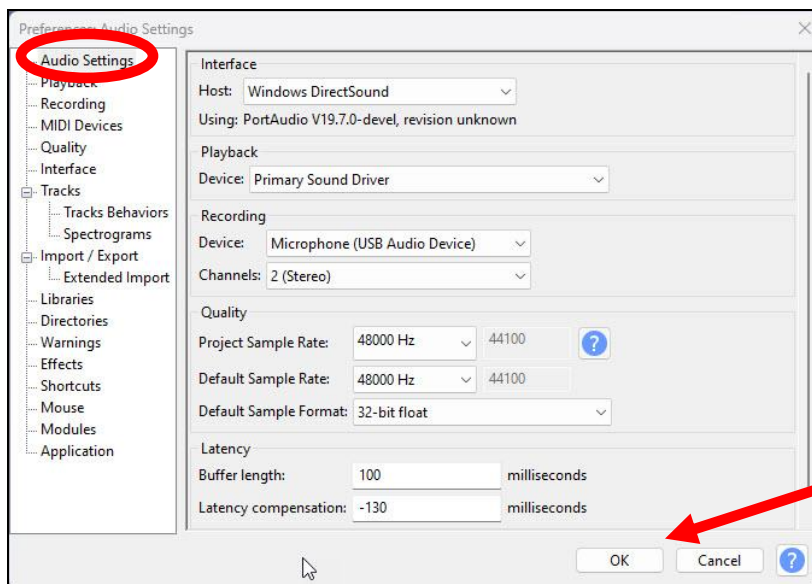 Preferences: Audio Settings
Audio Settings
Playback
Recording
MIDI Devices
Quality
Interface
Tracks
Tracks Behaviors
Spectrograms
Import / Export
Extended Import
Libraries
Directories
Warnings
Effects
Shortcuts
Mouse
Modules
Application
Interface
Host: Windows DirectSound
Using: PortAudio V19.7.0-devel, revision unknown
Playback
Device: Primary Sound Driver
Recording
Device: Microphone (USB Audio Device)
Channels: 2 (Stereo)
Quality
Project Sample Rate: 48000 Hz 44100 ?
Default Sample Rate: 48000 Hz 44100
Default Sample Format: 32-bit float
Latency
Buffer length: 100 milliseconds
Latency compensation: -130 milliseconds
OK Cancel ?